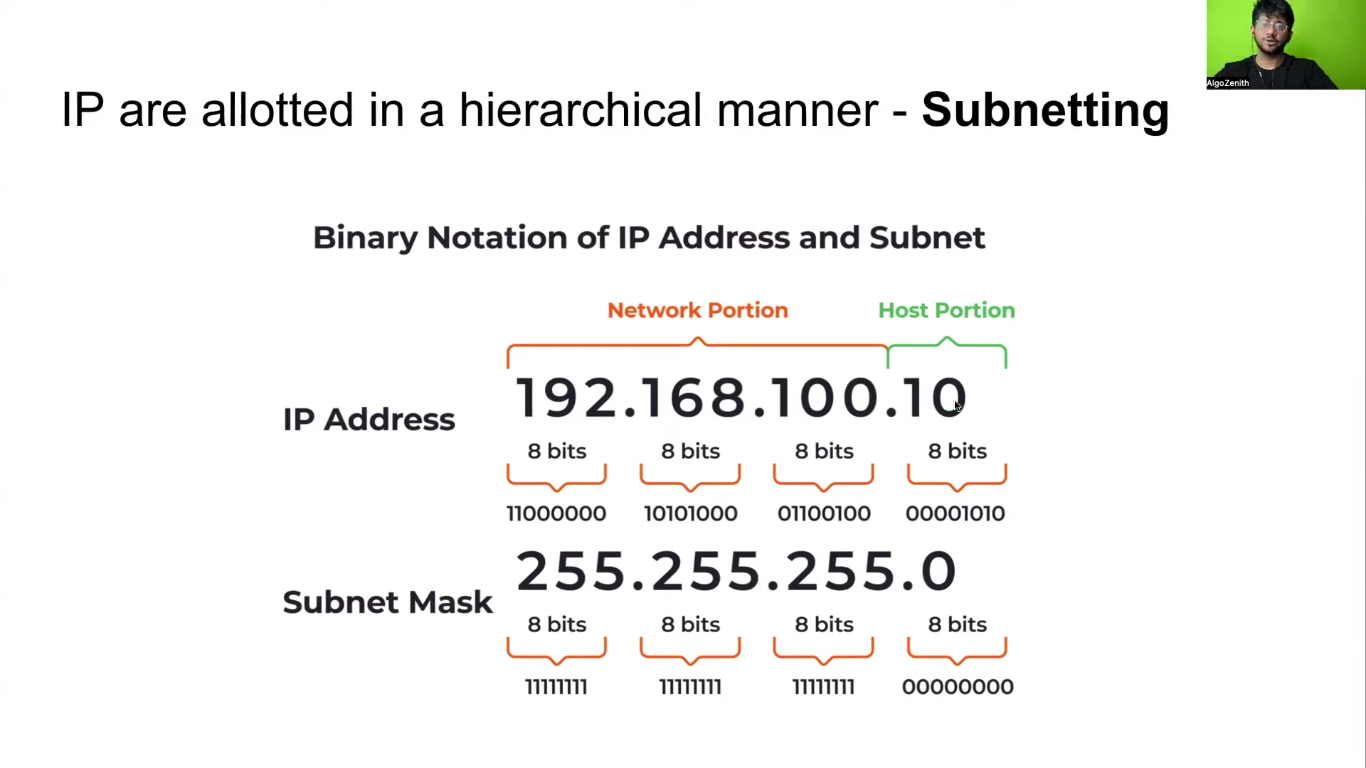 AlgoZenith
IP are allotted in a hierarchical manner - Subnetting
Binary Notation of IP Address and Subnet
Network Portion Host Portion
IP Address 192.168.100.10
8 bits 8 bits 8 bits 8 bits
11000000 10101000 01100100 00001010
Subnet Mask 255.255.255.0
8 bits 8 bits 8 bits 8 bits
11111111 11111111 11111111 00000000